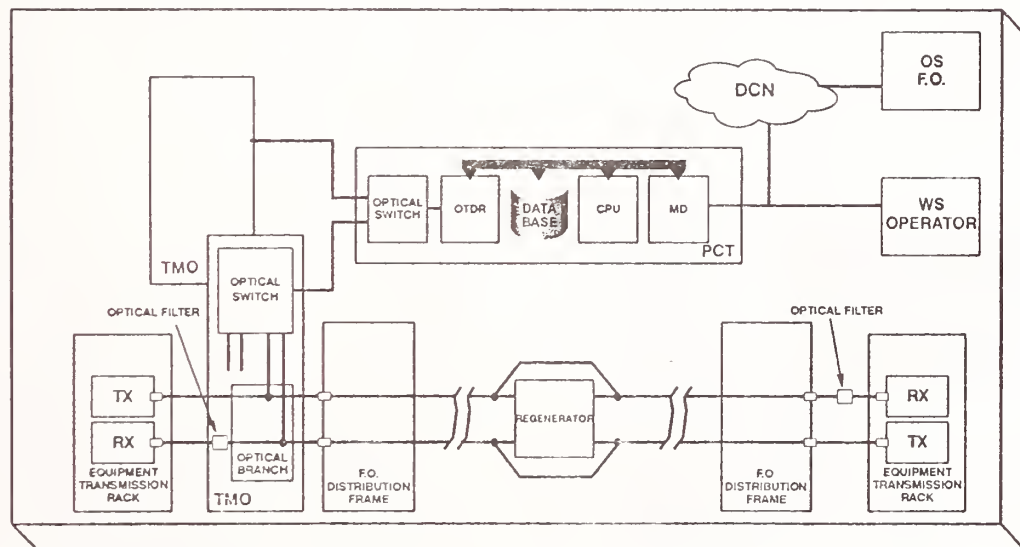 OS
F.O.
DCN
OPTICAL
SWITCH
OTDR
DATA
BASE
CPU
MD
WS
OPERATOR
PCT
TMO
OPTICAL
SWITCH
OPTICAL FILTER
OPTICAL FILTER
TX
RX
REGENERATOR
RX
TX
OPTICAL
BRANCH
EQUIPMENT
TRANSMISSION
RACK
TMO
F.O.
DISTRIBUTION
FRAME
F.O
DISTRIBUTION
FRAME
EQUIPMENT
TRANSMISSION
RACK